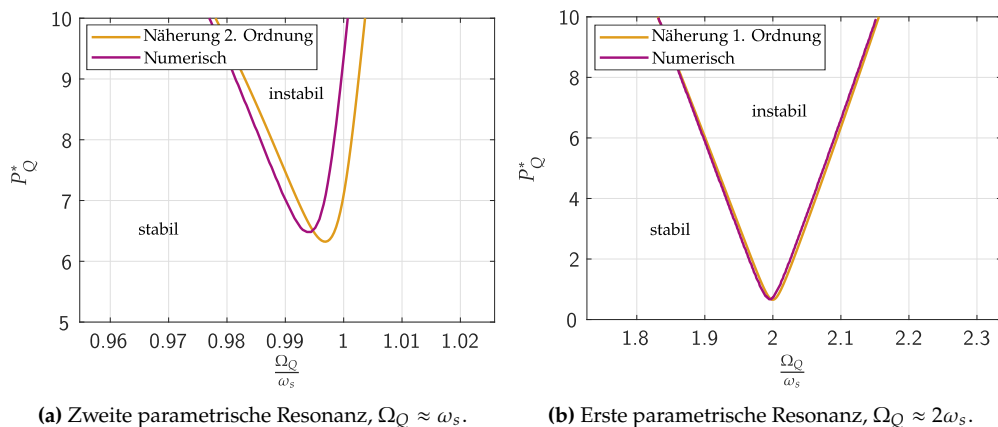 10
9
8
7
6
5
P*Q
Näherung 2. Ordnung
Numerisch
instabil
stabil
0.96 0.97 0.98 0.99 1 1.01 1.02
ΩQ
ωs
(a) Zweite parametrische Resonanz, ΩQ ≈ ωs.
10
8
6
4
2
0
P*Q
Näherung 1. Ordnung
Numerisch
instabil
stabil
1.8 1.9 2 2.1 2.2 2.3
ΩQ
ωs
(b) Erste parametrische Resonanz, ΩQ ≈ 2ωs.